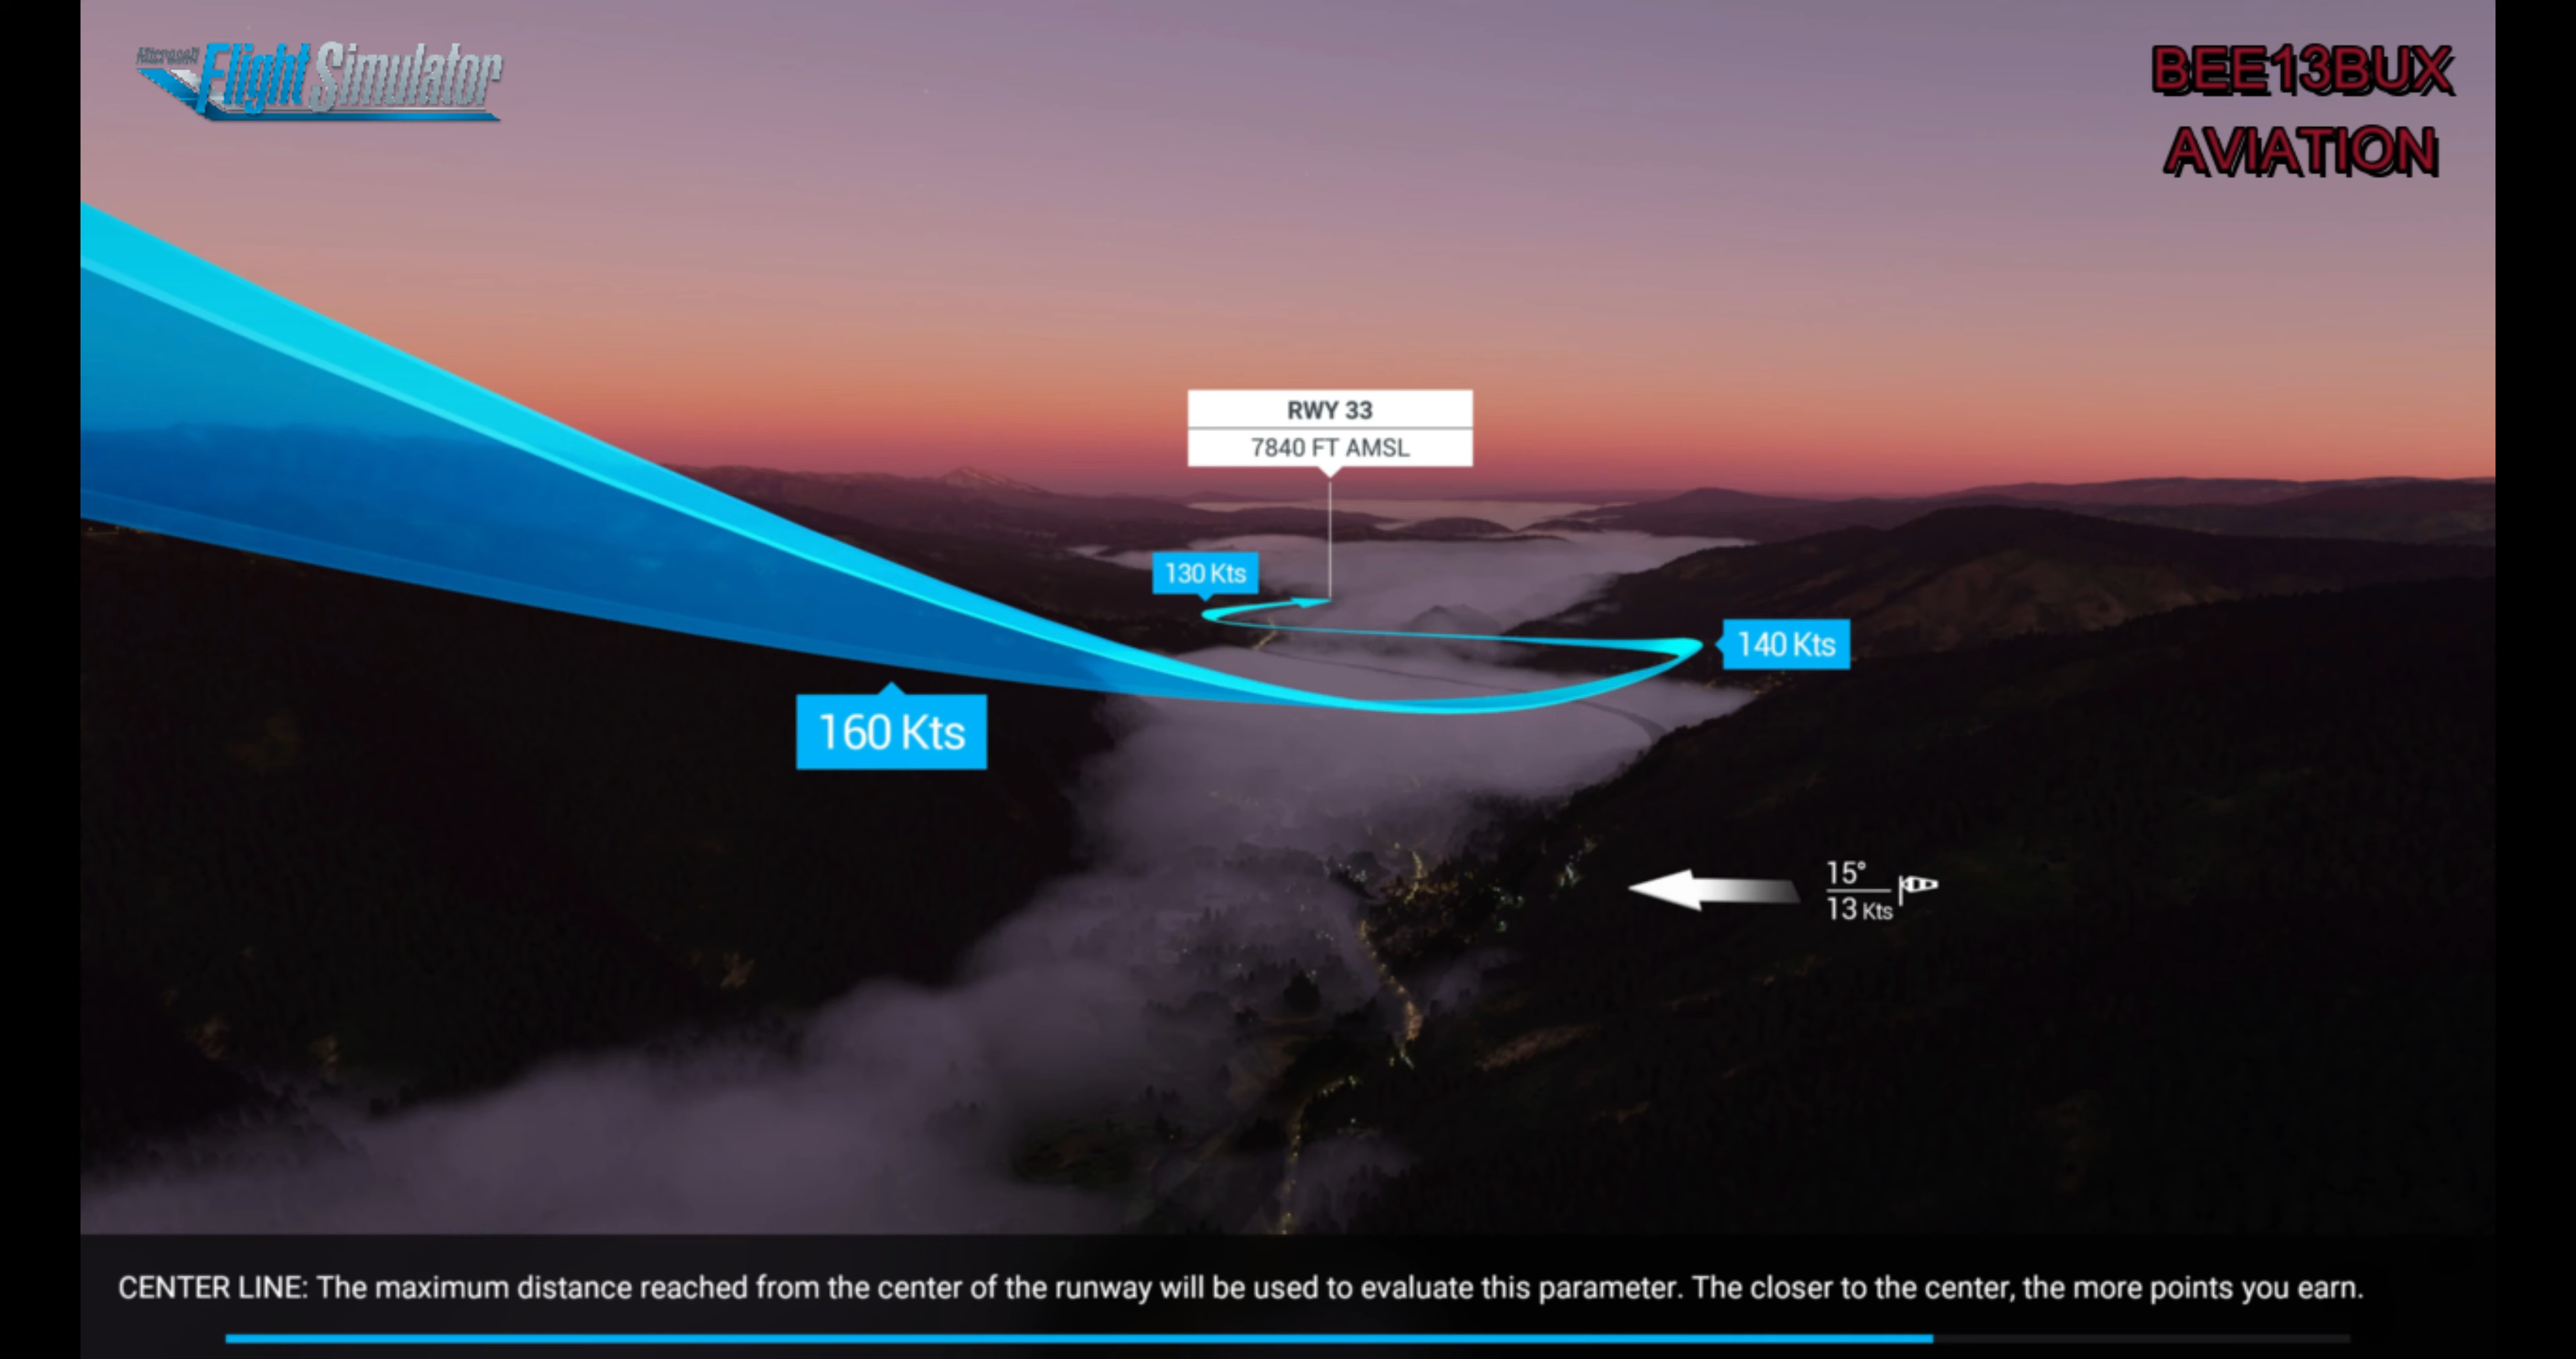 Microsoft
Flight Simulator
BEE13BUX
AVIATION
RWY 33
7840 FT AMSL
130 Kts
140 Kts
160 Kts
15°
13 Kts
CENTER LINE: The maximum distance reached from the center of the runway will be used to evaluate this parameter. The closer to the center, the more points you earn.